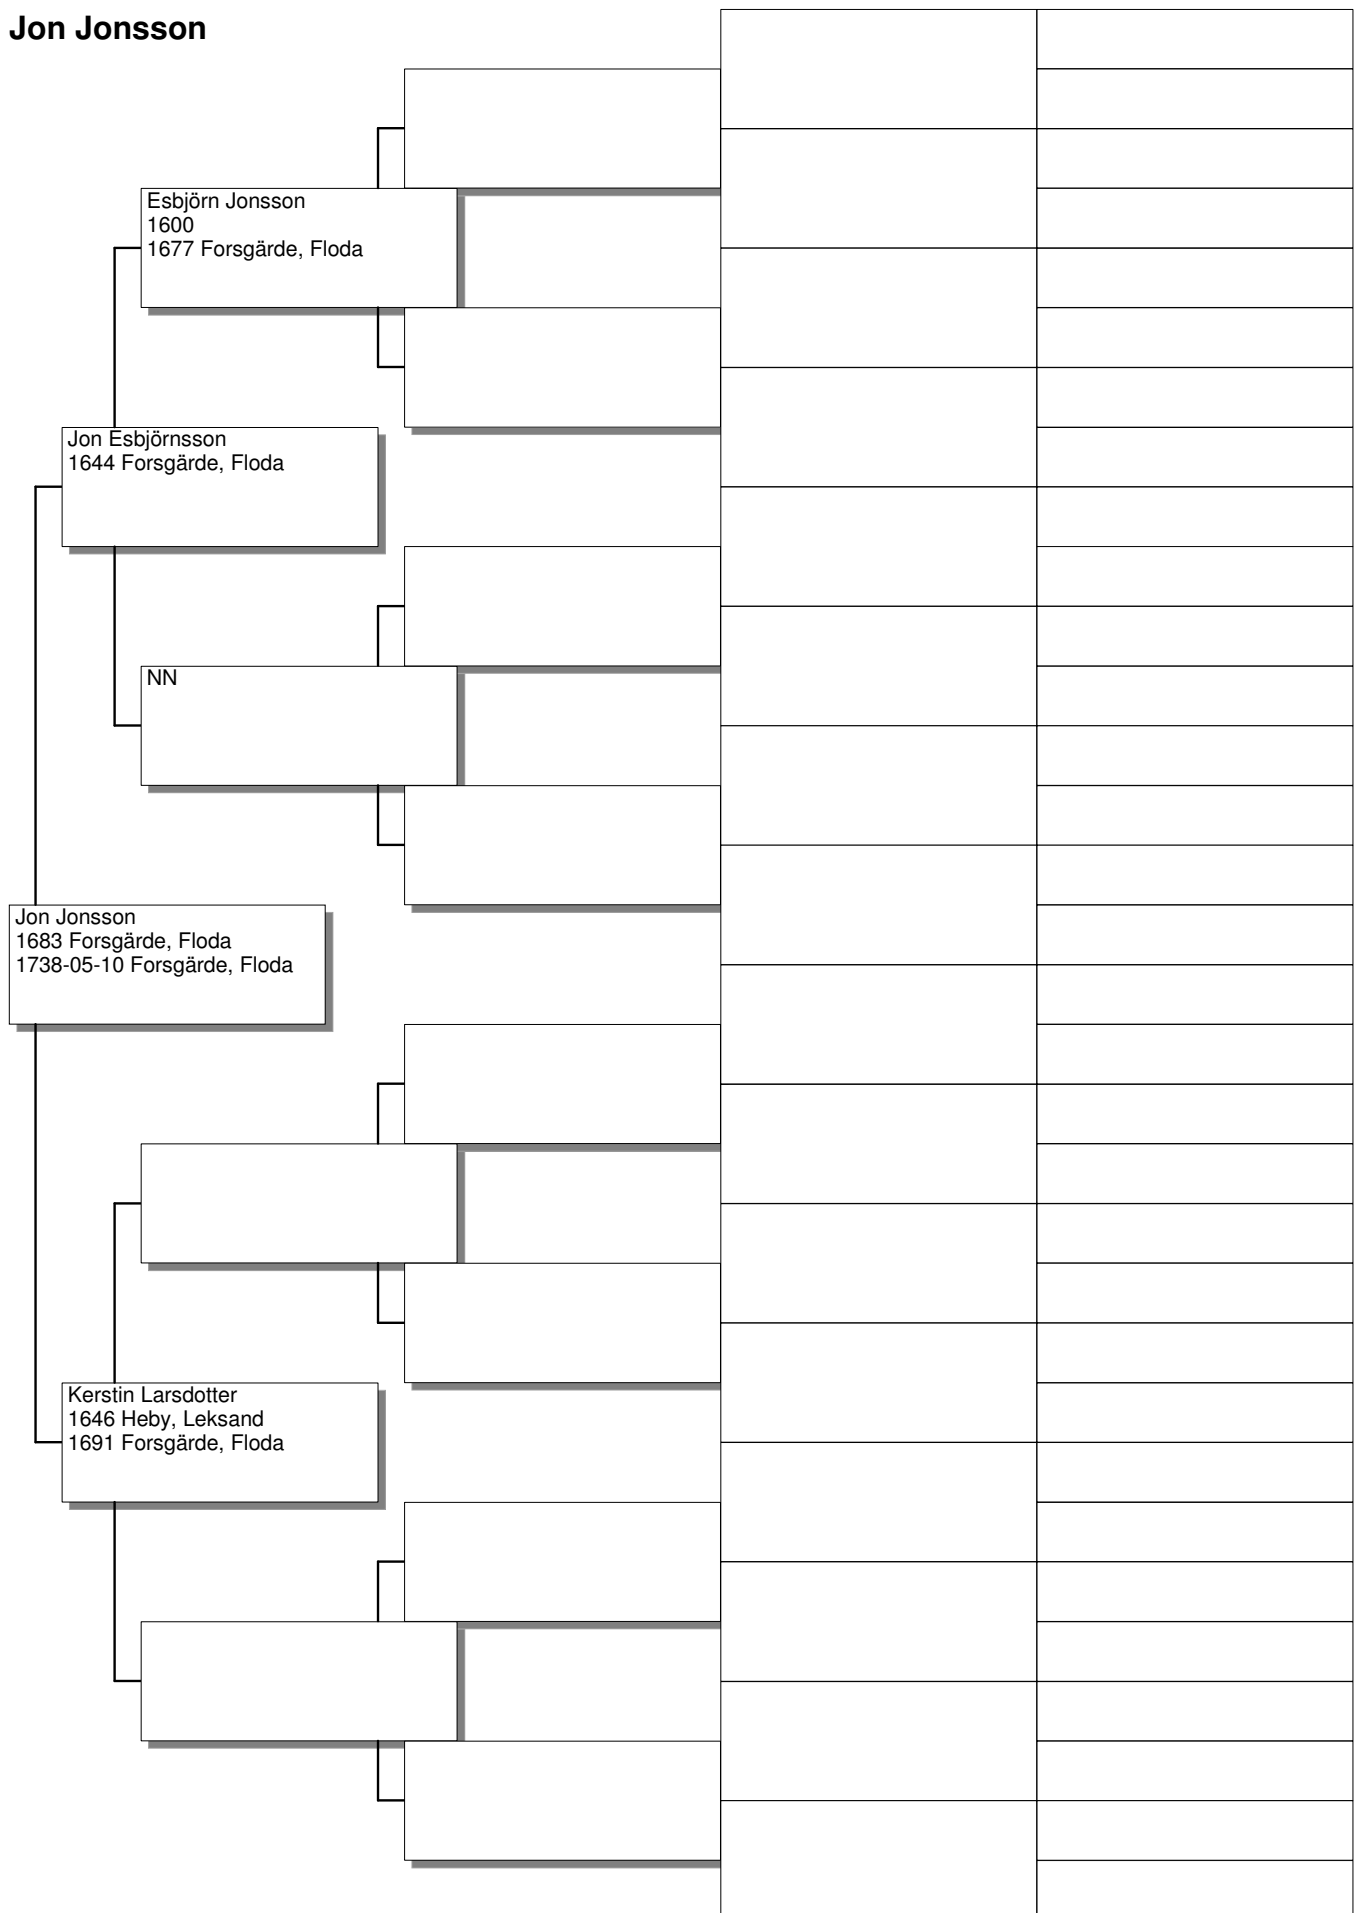 Jon Jonsson
Esbjörn Jonsson
1600
1677 Forsgärde, Floda
Jon Esbjörnsson
1644 Forsgärde, Floda
NN
Jon Jonsson
1683 Forsgärde, Floda
1738-05-10 Forsgärde, Floda
Kerstin Larsdotter
1646 Heby, Leksand
1691 Forsgärde, Floda